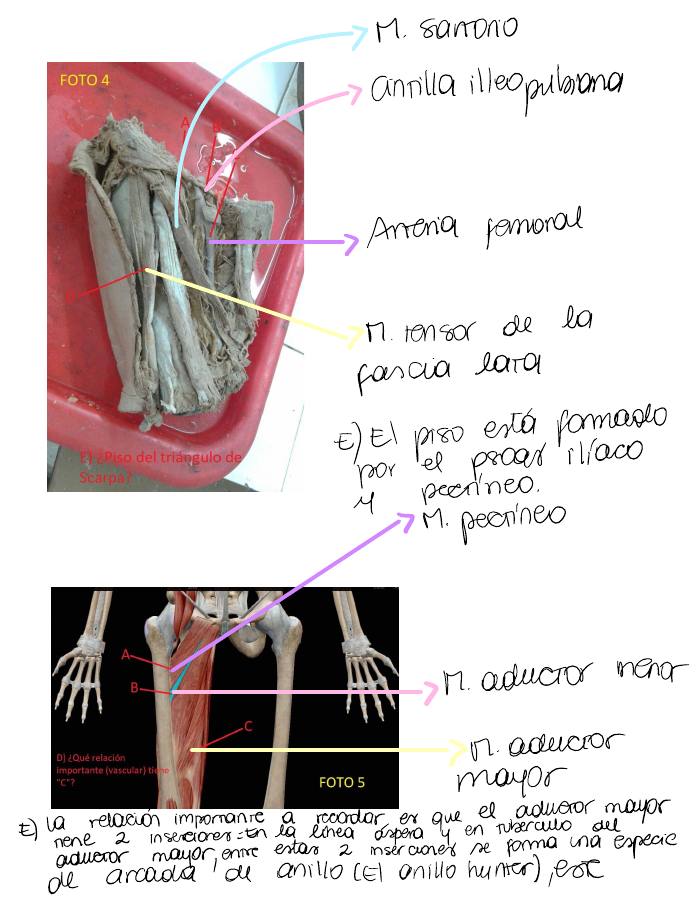 M. sartorio
FOTO 4
cintilla illeopubiana
A
B
Arteria femoral
D
M. tensor de la
fascia lata
E) El piso está formado
por el psoas ilíaco
y pectíneo.
E) ¿Piso del triángulo de
Scarpa?
M. pectíneo
A
B
M. aductor menor
C
M. aductor
mayor
D) ¿Qué relación
importante (vascular) tiene
"C"?
FOTO 5
E) La relación importante a recordar es que el aductor mayor
tiene 2 inserciones: En la línea áspera y en tubérculo del
aductor mayor, entre estas 2 inserciones se forma una especie
de arcada, de anillo (El anillo hunter), este